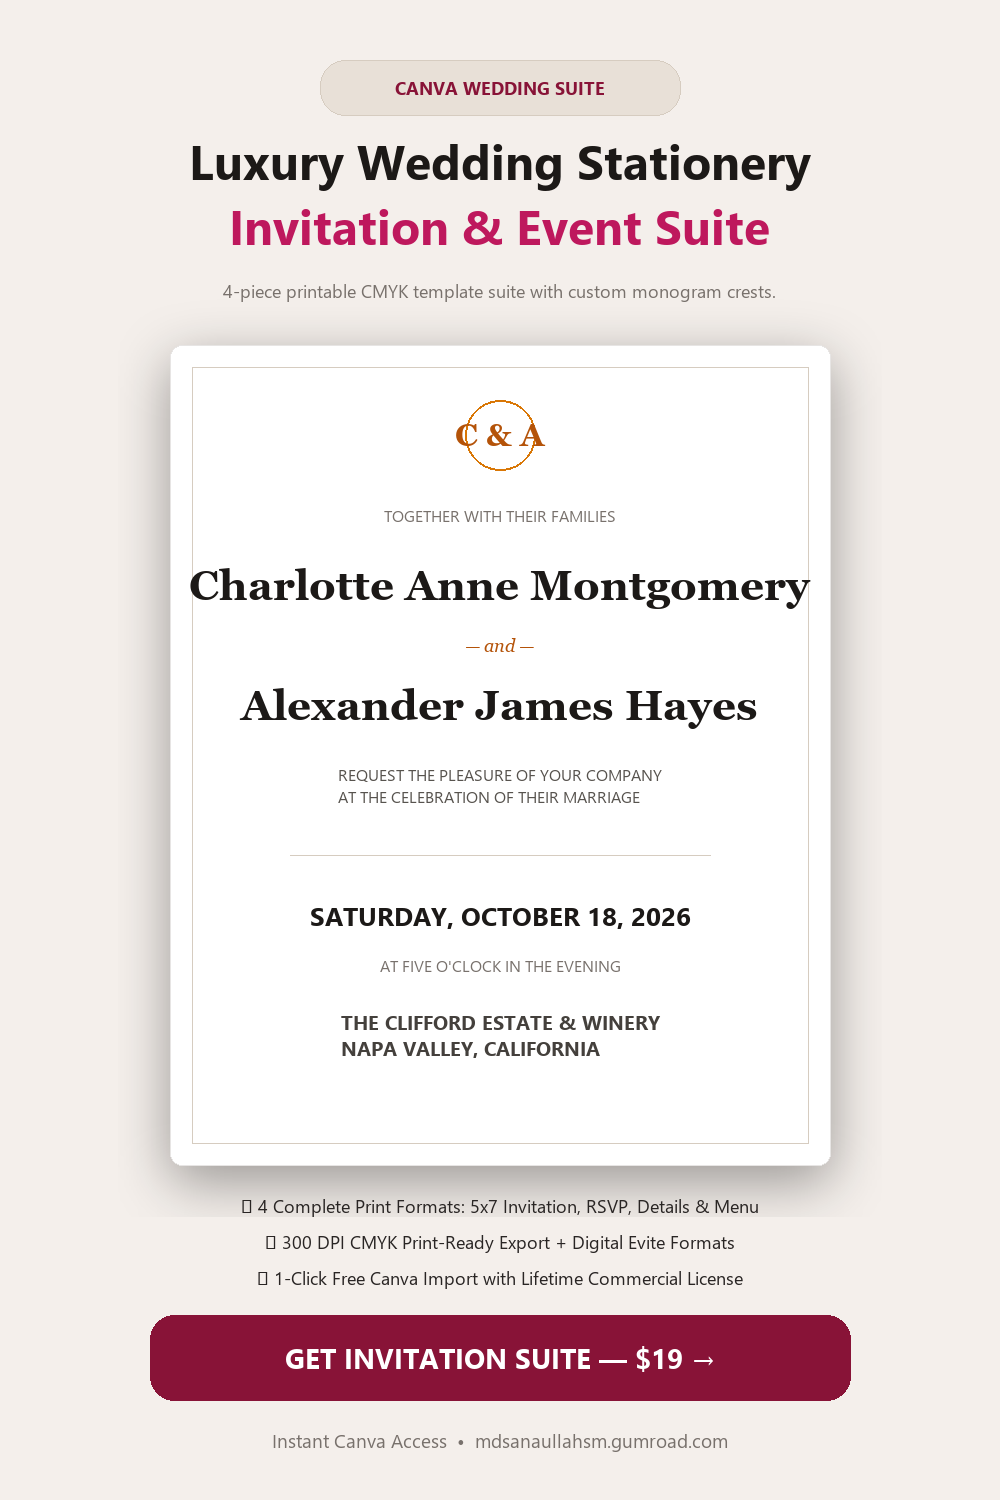 CANVA WEDDING SUITE
Luxury Wedding Stationery
Invitation & Event Suite
4-piece printable CMYK template suite with custom monogram crests.
C & A
TOGETHER WITH THEIR FAMILIES
Charlotte Anne Montgomery
— and —
Alexander James Hayes
REQUEST THE PLEASURE OF YOUR COMPANY
AT THE CELEBRATION OF THEIR MARRIAGE
SATURDAY, OCTOBER 18, 2026
AT FIVE O'CLOCK IN THE EVENING
THE CLIFFORD ESTATE & WINERY
NAPA VALLEY, CALIFORNIA
4 Complete Print Formats: 5x7 Invitation, RSVP, Details & Menu
300 DPI CMYK Print-Ready Export + Digital Evite Formats
1-Click Free Canva Import with Lifetime Commercial License
GET INVITATION SUITE — $19 →
Instant Canva Access • mdsanaullahsm.gumroad.com